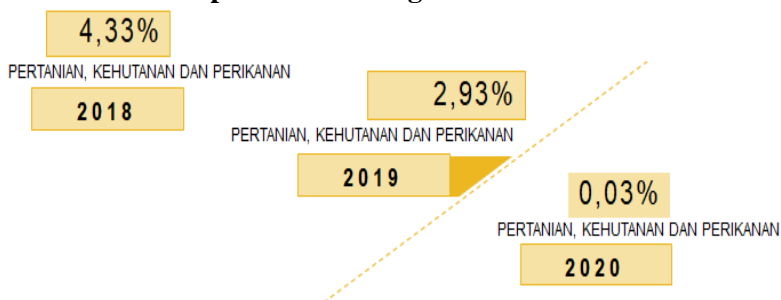 4,33%
PERTANIAN, KEHUTANAN DAN PERIKANAN
2018
2,93%
PERTANIAN, KEHUTANAN DAN PERIKANAN
2019
0,03%
PERTANIAN, KEHUTANAN DAN PERIKANAN
2020